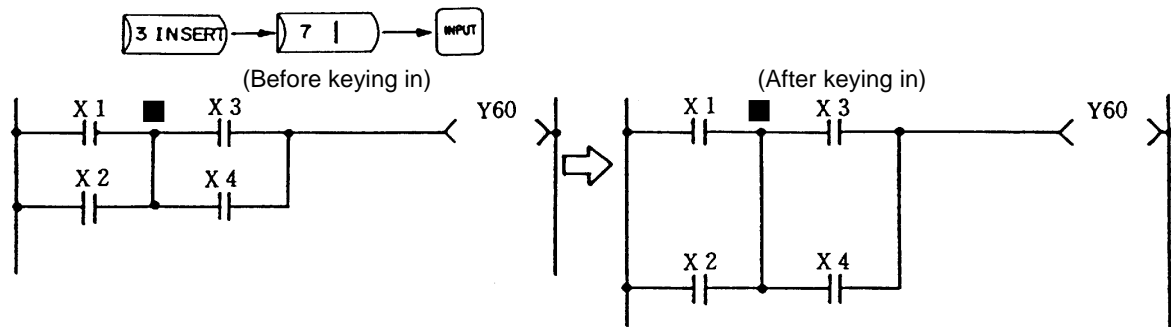 3 INSERT 7 | INPUT
(Before keying in) (After keying in)
X 1 X 3 Y60 X 1 X 3 Y60
X 2 X 4
X 2 X 4